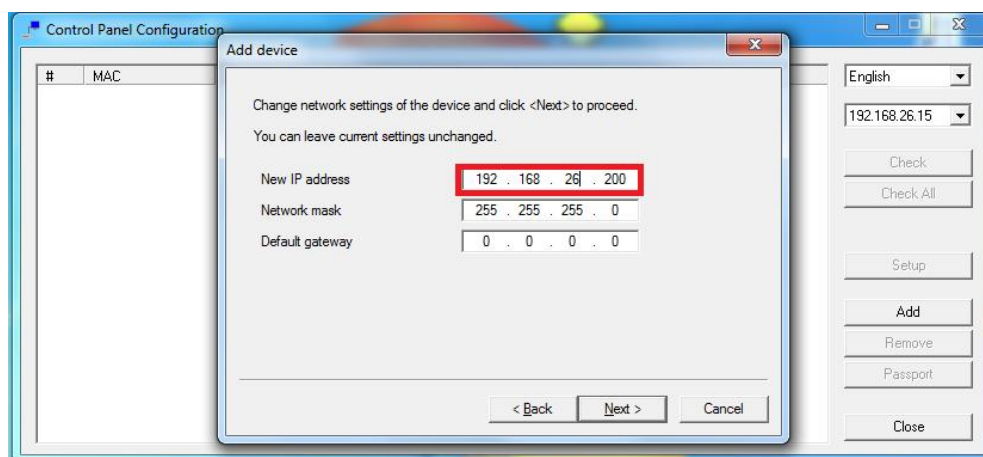 Control Panel Configuration
Add device
# MAC
English
Change network settings of the device and click <Next> to proceed.
192.168.26.15
You can leave current settings unchanged.
Check
New IP address 192 . 168 . 26 . 200
Check All
Network mask 255 . 255 . 255 . 0
Default gateway 0 . 0 . 0 . 0
Setup
Add
Remove
Passport
< Back Next > Cancel
Close